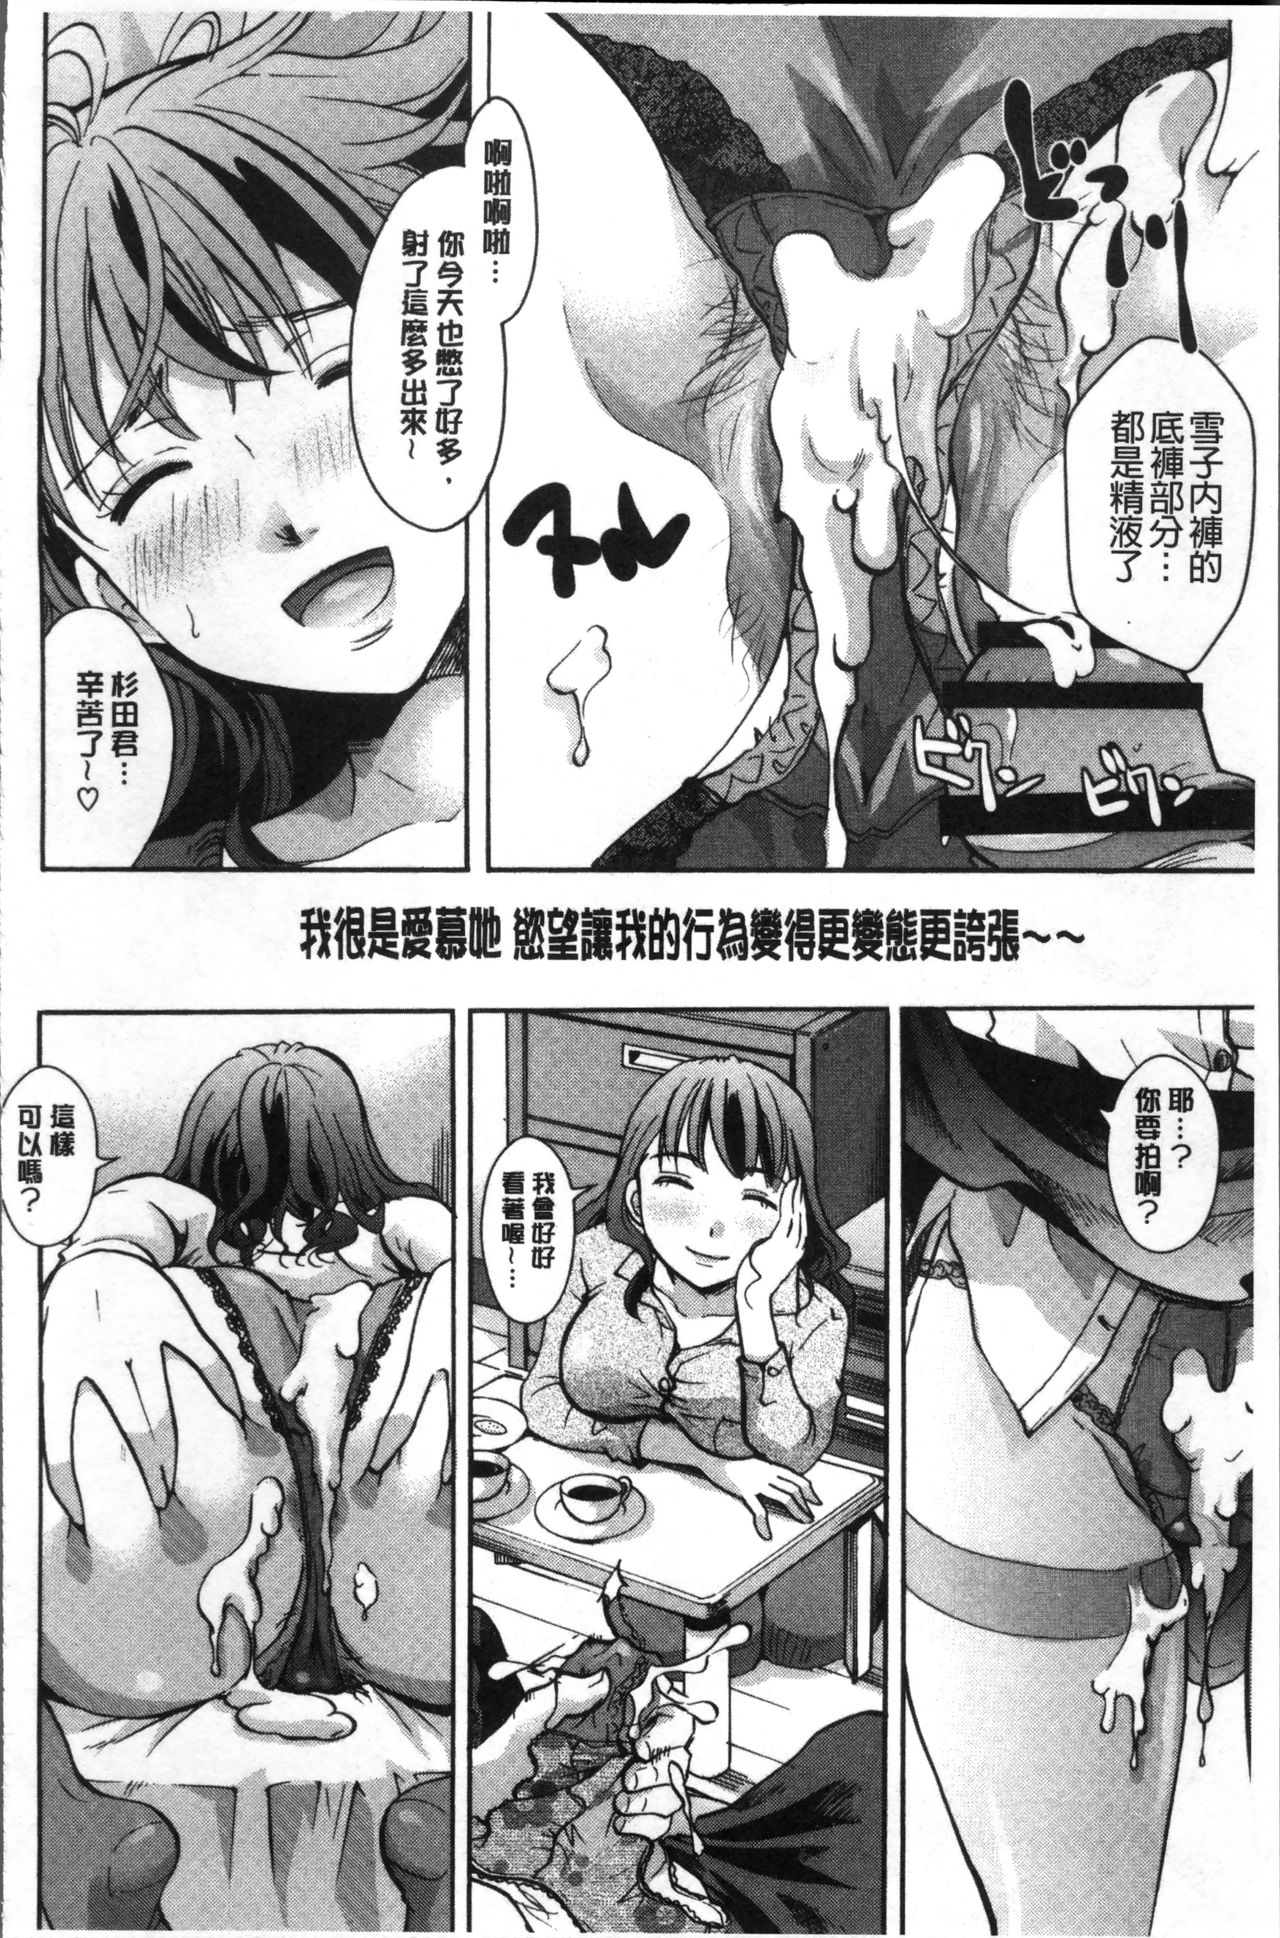 雪子內褲的
底褲部分…
都是精液了
ビュッ
ビクン
ビクン
啊啦啊啦…
你今天也憋了好多，
射了這麼多出來～
杉田君…
辛苦了～♡
我很是愛慕她 慾望讓我的行為變得更變態更誇張～～
耶…？
你要拍啊？
我會好好
看著喔～…
這樣
可以嗎？